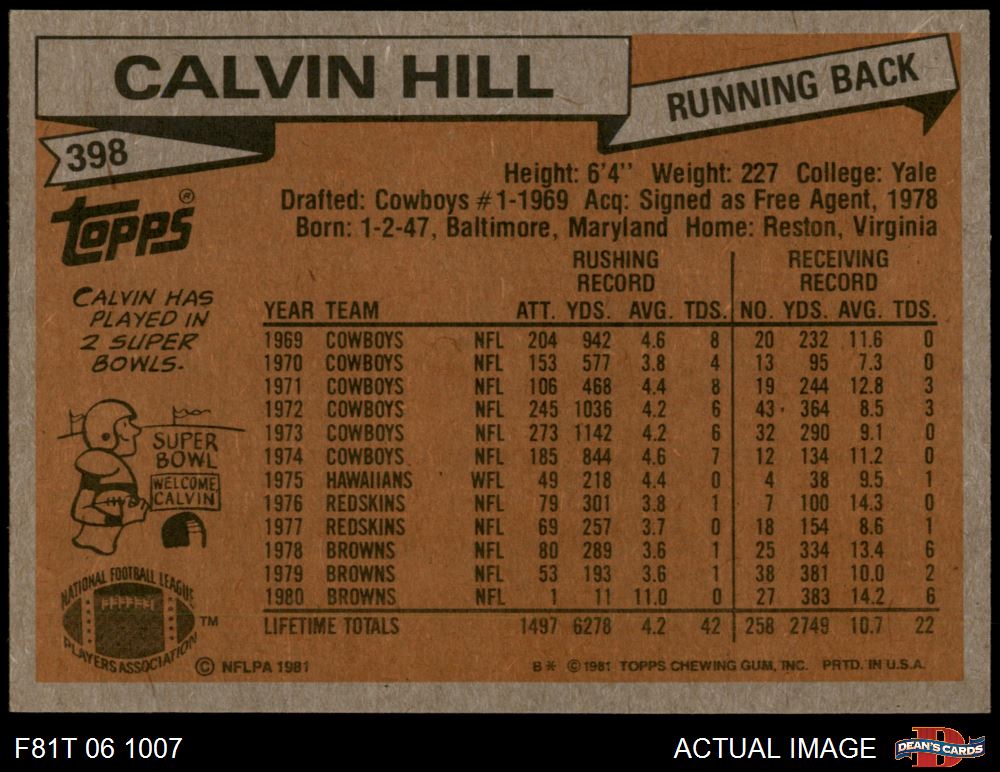 CALVIN HILL
RUNNING BACK
398
Topps®
Height: 6'4'' Weight: 227 College: Yale
Drafted: Cowboys #1-1969 Acq: Signed as Free Agent, 1978
Born: 1-2-47, Baltimore, Maryland Home: Reston, Virginia
CALVIN HAS
PLAYED IN
2 SUPER
BOWLS.
SUPER
BOWL
WELCOME
CALVIN
RUSHING RECEIVING
RECORD RECORD
YEAR TEAM ATT. YDS. AVG. TDS. NO. YDS. AVG. TDS.
1969 COWBOYS NFL 204 942 4.6 8 20 232 11.6 0
1970 COWBOYS NFL 153 577 3.8 4 13 95 7.3 0
1971 COWBOYS NFL 106 468 4.4 8 19 244 12.8 3
1972 COWBOYS NFL 245 1036 4.2 6 43 364 8.5 3
1973 COWBOYS NFL 273 1142 4.2 6 32 290 9.1 0
1974 COWBOYS NFL 185 844 4.6 7 12 134 11.2 0
1975 HAWAIIANS WFL 49 218 4.4 0 4 38 9.5 1
1976 REDSKINS NFL 79 301 3.8 1 7 100 14.3 0
1977 REDSKINS NFL 69 257 3.7 0 18 154 8.6 1
1978 BROWNS NFL 80 289 3.6 1 25 334 13.4 6
1979 BROWNS NFL 53 193 3.6 1 38 381 10.0 2
1980 BROWNS NFL 1 11 11.0 0 27 383 14.2 6
LIFETIME TOTALS 1497 6278 4.2 42 258 2749 10.7 22
NATIONAL FOOTBALL LEAGUE
PLAYERS ASSOCIATION
TM
© NFLPA 1981
B* © 1981 TOPPS CHEWING GUM, INC. PRTD. IN U.S.A.
F81T 06 1007
ACTUAL IMAGE
D
DEAN'S CARDS